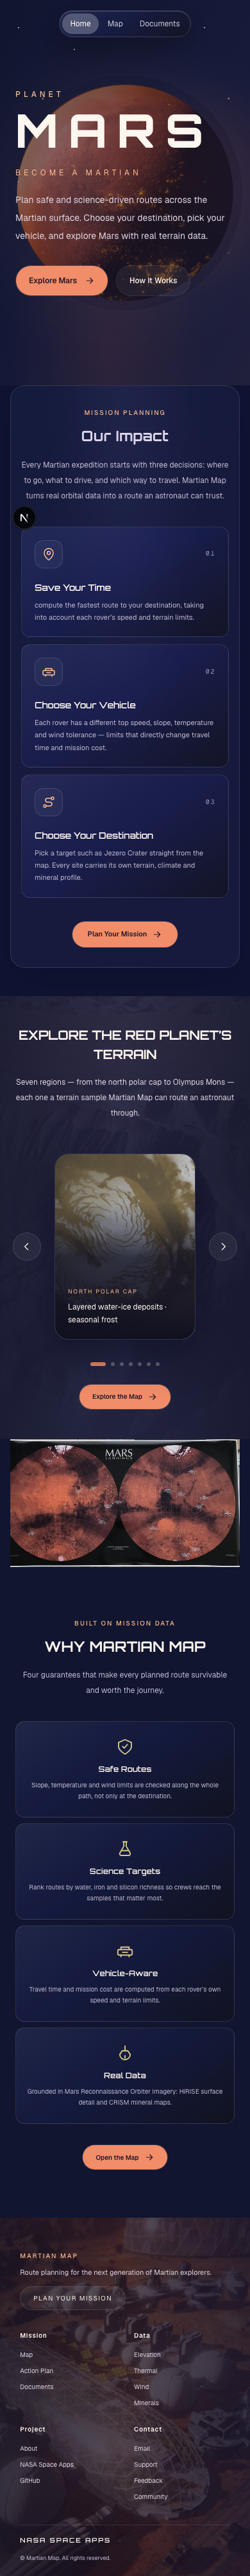 Home Map Documents
PLANET
MARS
BECOME A MARTIAN
Plan safe and science-driven routes across the
Martian surface. Choose your destination, pick your
vehicle, and explore Mars with real terrain data.
Explore Mars →
How It Works
MISSION PLANNING
Our Impact
Every Martian expedition starts with three decisions: where
to go, what to drive, and which way to travel. Martian Map
turns real orbital data into a route an astronaut can trust.
N
01
Save Your Time
compute the fastest route to your destination, taking
into account each rover's speed and terrain limits.
02
Choose Your Vehicle
Each rover has a different top speed, slope, temperature
and wind tolerance — limits that directly change travel
time and mission cost.
03
Choose Your Destination
Pick a target such as Jezero Crater straight from the
map. Every site carries its own terrain, climate and
mineral profile.
Plan Your Mission →
EXPLORE THE RED PLANET'S
TERRAIN
Seven regions — from the north polar cap to Olympus Mons —
each one a terrain sample Martian Map can route an astronaut
through.
NORTH POLAR CAP
Layered water-ice deposits ·
seasonal frost
Explore the Map →
MARS
LANDINGS
BUILT ON MISSION DATA
WHY MARTIAN MAP
Four guarantees that make every planned route survivable
and worth the journey.
Safe Routes
Slope, temperature and wind limits are checked along the whole
path, not only at the destination.
Science Targets
Rank routes by water, iron and silicon richness so crews reach the
samples that matter most.
Vehicle-Aware
Travel time and mission cost are computed from each rover's own
speed and terrain limits.
Real Data
Grounded in Mars Reconnaissance Orbiter imagery: HiRISE surface
detail and CRISM mineral maps.
Open the Map →
MARTIAN MAP
Route planning for the next generation of Martian explorers.
PLAN YOUR MISSION
Mission
Map
Action Plan
Documents
Data
Elevation
Thermal
Wind
Minerals
Project
About
NASA Space Apps
GitHub
Contact
Email
Support
Feedback
Community
NASA SPACE APPS
© Martian Map. All rights reserved.